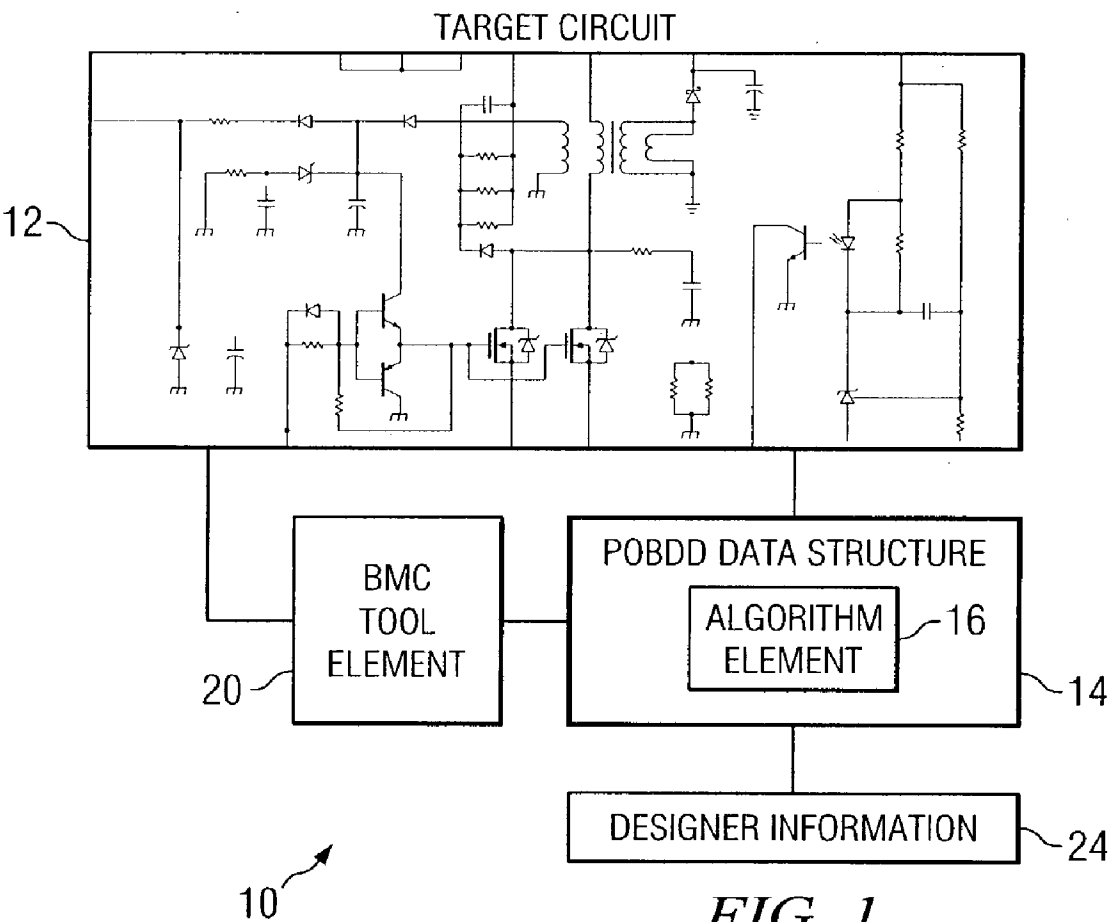 TARGET CIRCUIT
12
BMC
TOOL
ELEMENT
20
POBDD DATA STRUCTURE
ALGORITHM
ELEMENT
16
14
DESIGNER INFORMATION
24
10
FIG. 1